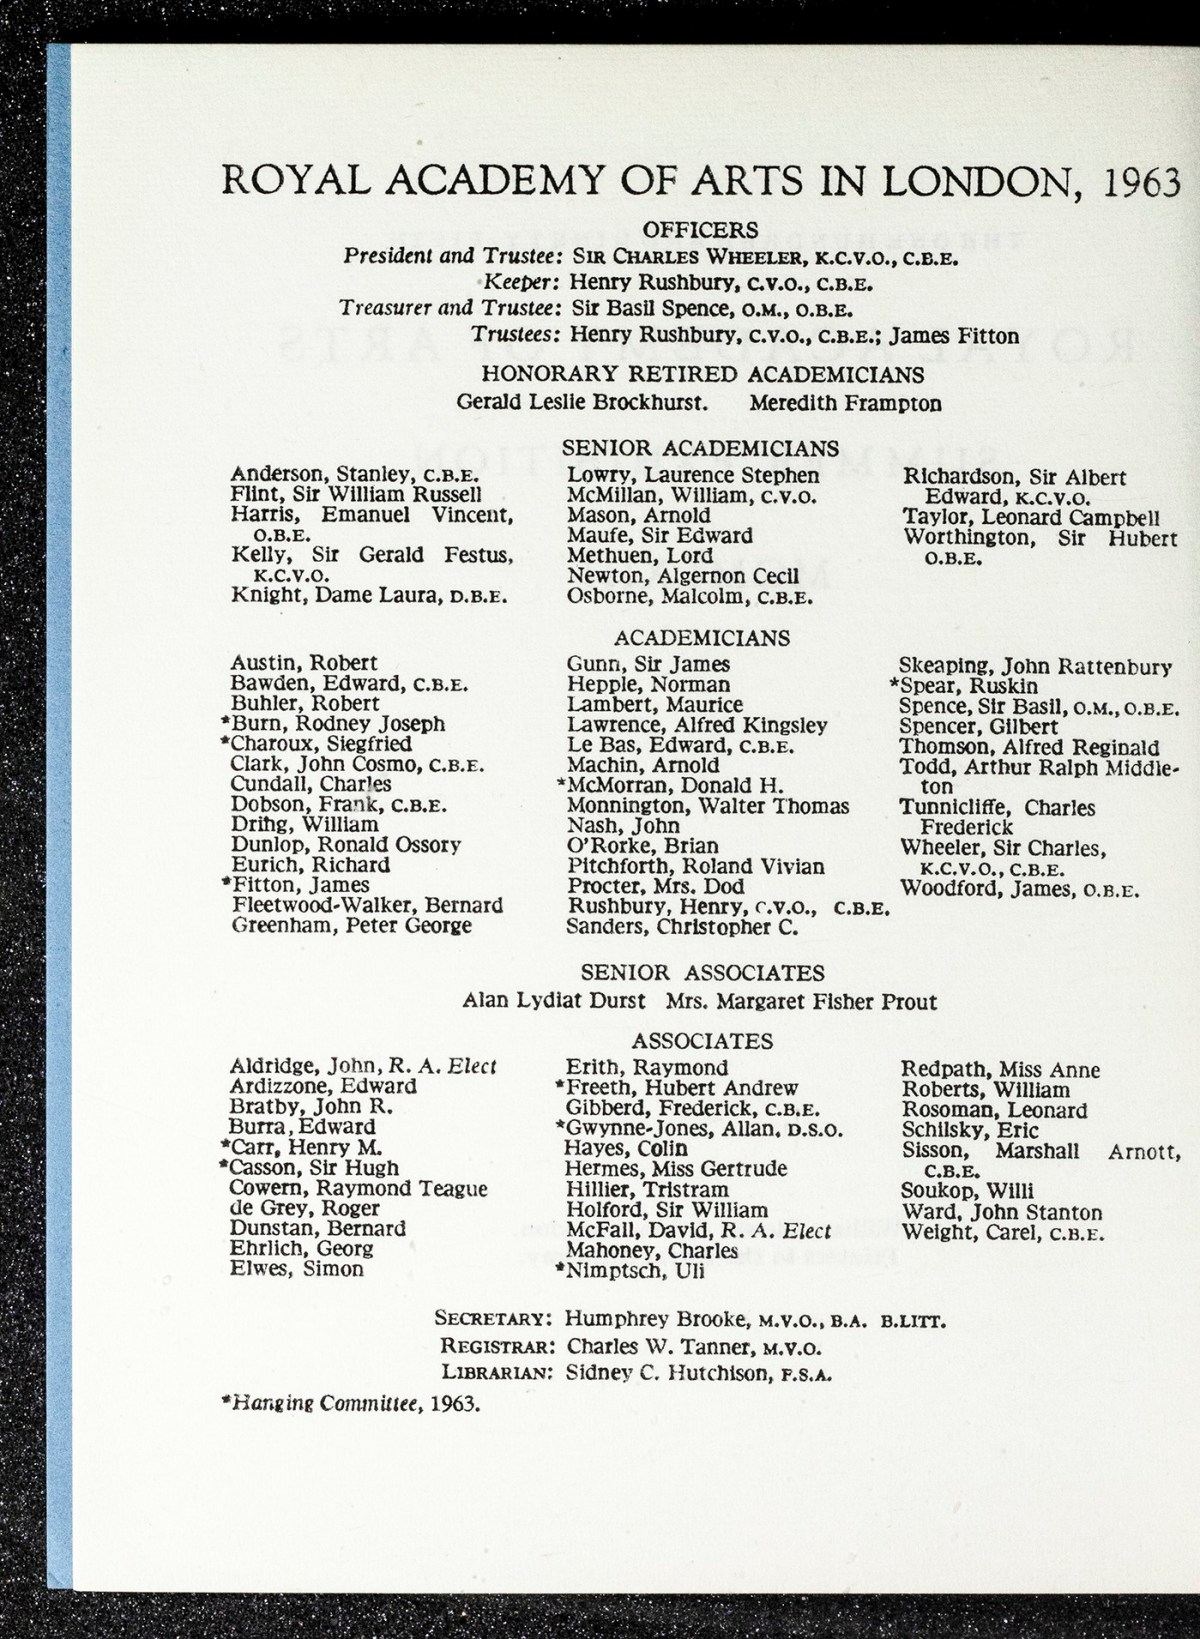 ROYAL ACADEMY OF ARTS IN LONDON, 1963
OFFICERS
President and Trustee: SIR CHARLES WHEELER, K.C.V.O., C.B.E.
Keeper: Henry Rushbury, C.V.O., C.B.E.
Treasurer and Trustee: Sir Basil Spence, O.M., O.B.E.
Trustees: Henry Rushbury, C.V.O., C.B.E.; James Fitton
HONORARY RETIRED ACADEMICIANS
Gerald Leslie Brockhurst. Meredith Frampton
SENIOR ACADEMICIANS
Anderson, Stanley, C.B.E.
Flint, Sir William Russell
Harris, Emanuel Vincent,
O.B.E.
Kelly, Sir Gerald Festus,
K.C.V.O.
Knight, Dame Laura, D.B.E.
Lowry, Laurence Stephen
McMillan, William, C.V.O.
Mason, Arnold
Maufe, Sir Edward
Methuen, Lord
Newton, Algernon Cecil
Osborne, Malcolm, C.B.E.
Richardson, Sir Albert
Edward, K.C.V.O.
Taylor, Leonard Campbell
Worthington, Sir Hubert
O.B.E.
ACADEMICIANS
Austin, Robert
Bawden, Edward, C.B.E.
Buhler, Robert
*Burn, Rodney Joseph
*Charoux, Siegfried
Clark, John Cosmo, C.B.E.
Cundall, Charles
Dobson, Frank, C.B.E.
Dring, William
Dunlop, Ronald Ossory
Eurich, Richard
*Fitton, James
Fleetwood-Walker, Bernard
Greenham, Peter George
Gunn, Sir James
Hepple, Norman
Lambert, Maurice
Lawrence, Alfred Kingsley
Le Bas, Edward, C.B.E.
Machin, Arnold
*McMorran, Donald H.
Monnington, Walter Thomas
Nash, John
O'Rorke, Brian
Pitchforth, Roland Vivian
Procter, Mrs. Dod
Rushbury, Henry, C.V.O., C.B.E.
Sanders, Christopher C.
Skeaping, John Rattenbury
*Spear, Ruskin
Spence, Sir Basil, O.M., O.B.E.
Spencer, Gilbert
Thomson, Alfred Reginald
Todd, Arthur Ralph Middle-
ton
Tunnicliffe, Charles
Frederick
Wheeler, Sir Charles,
K.C.V.O., C.B.E.
Woodford, James, O.B.E.
SENIOR ASSOCIATES
Alan Lydiat Durst Mrs. Margaret Fisher Prout
ASSOCIATES
Aldridge, John, R. A. Elect
Ardizzone, Edward
Bratby, John R.
Burra, Edward
*Carr, Henry M.
*Casson, Sir Hugh
Cowern, Raymond Teague
de Grey, Roger
Dunstan, Bernard
Ehrlich, Georg
Elwes, Simon
Erith, Raymond
*Freeth, Hubert Andrew
Gibberd, Frederick, C.B.E.
*Gwynne-Jones, Allan, D.S.O.
Hayes, Colin
Hermes, Miss Gertrude
Hillier, Tristram
Holford, Sir William
McFall, David, R. A. Elect
Mahoney, Charles
*Nimptsch, Uli
Redpath, Miss Anne
Roberts, William
Rosoman, Leonard
Schilsky, Eric
Sisson, Marshall Arnott,
C.B.E.
Soukop, Willi
Ward, John Stanton
Weight, Carel, C.B.E.
SECRETARY: Humphrey Brooke, M.V.O., B.A. B.LITT.
REGISTRAR: Charles W. Tanner, M.V.O.
LIBRARIAN: Sidney C. Hutchison, F.S.A.
*Hanging Committee, 1963.